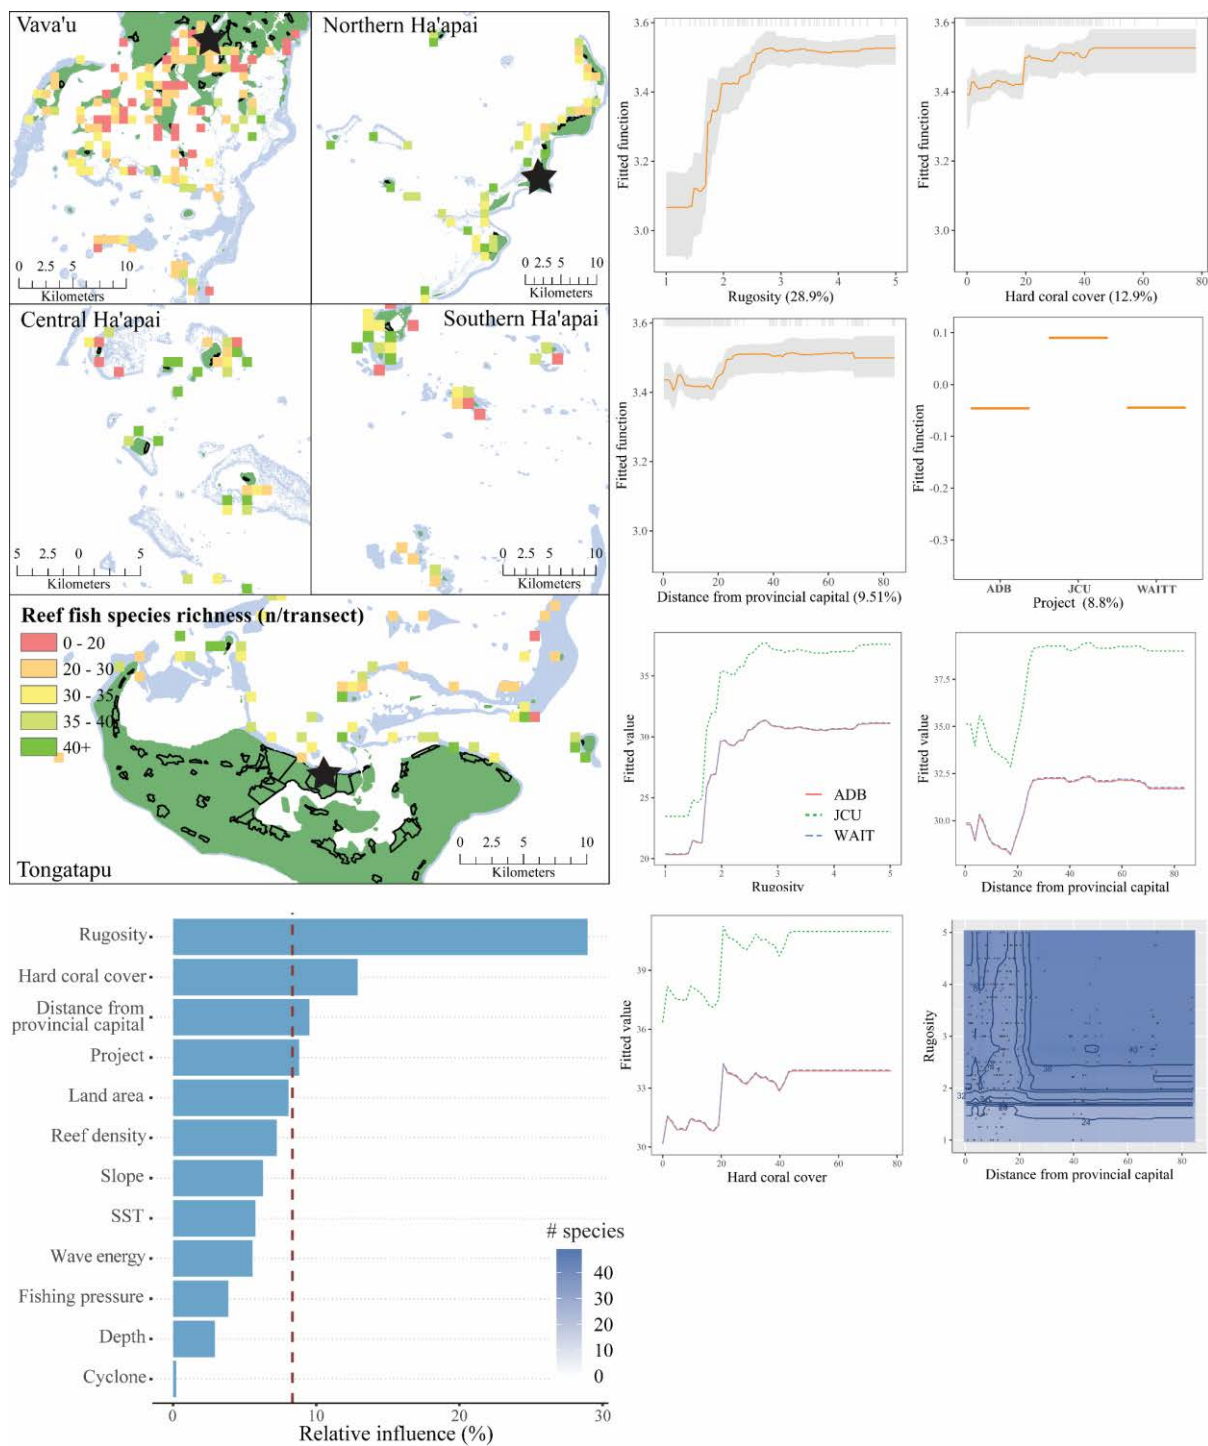 Vava'u
0 2.5 5 10
Kilometers
Northern Ha'apai
0 2.5 5 10
Kilometers
Central Ha'apai
5 2.5 0 5
Kilometers
Southern Ha'apai
0 2.5 5 10
Kilometers
Reef fish species richness (n/transect)
0 - 20
20 - 30
30 - 35
35 - 40
40+
0 2.5 5 10
Kilometers
Tongatapu
3.6
3.4
3.2
3.0
Fitted function
1 2 3 4 5
Rugosity (28.9%)
3.6
3.4
3.2
3.0
Fitted function
0 20 40 60 80
Hard coral cover (12.9%)
3.6
3.4
3.2
3.0
Fitted function
0 20 40 60 80
Distance from provincial capital (9.51%)
0.1
0.0
-0.1
-0.2
-0.3
Fitted function
ADB JCU WAITT
Project (8.8%)
35
30
25
20
Fitted value
ADB
JCU
WAIT
1 2 3 4 5
Rugosity
37.5
35.0
32.5
30.0
Fitted value
0 20 40 60 80
Distance from provincial capital
39
36
33
30
Fitted value
0 20 40 60 80
Hard coral cover
5
4
3
2
1
Rugosity
32
24
0 20 40 60 80
Distance from provincial capital
Rugosity
Hard coral cover
Distance from
provincial capital
Project
Land area
Reef density
Slope
SST
Wave energy
Fishing pressure
Depth
Cyclone
# species
40
30
20
10
0
0 10 20 30
Relative influence (%)